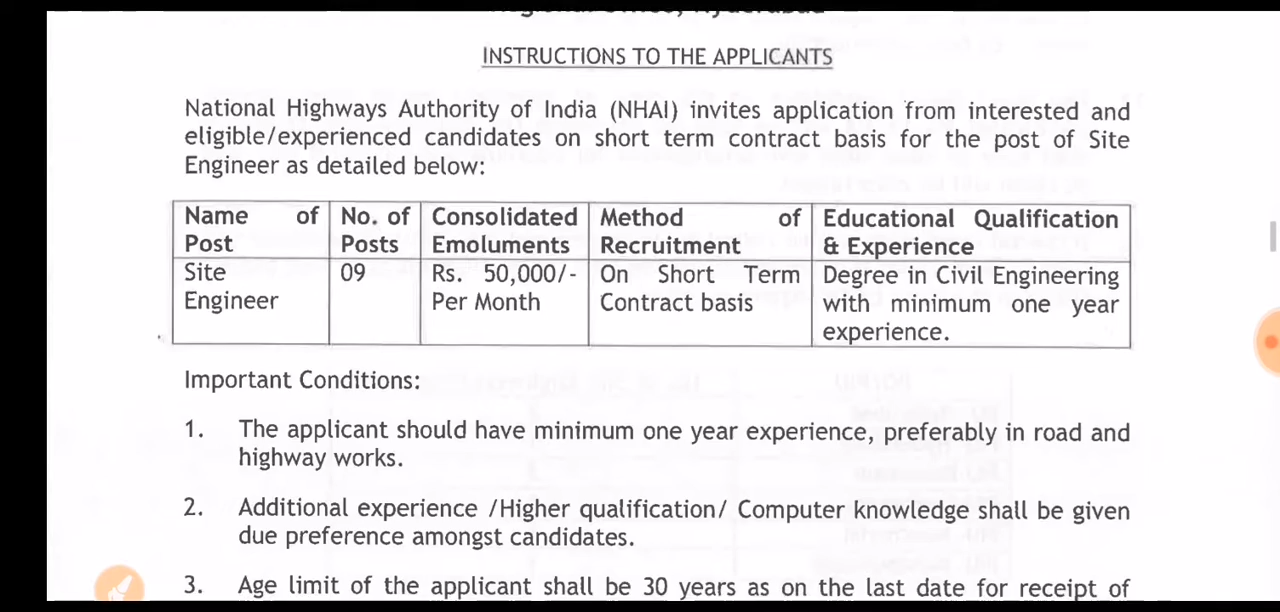 Regional Office, Hyderabad
INSTRUCTIONS TO THE APPLICANTS
National Highways Authority of India (NHAI) invites application from interested and
eligible/experienced candidates on short term contract basis for the post of Site
Engineer as detailed below:
Name of Post
No. of Posts
Consolidated Emoluments
Method of Recruitment
Educational Qualification & Experience
Site Engineer
09
Rs. 50,000/- Per Month
On Short Term Contract basis
Degree in Civil Engineering with minimum one year experience.
Important Conditions:
1. The applicant should have minimum one year experience, preferably in road and
highway works.
2. Additional experience /Higher qualification/ Computer knowledge shall be given
due preference amongst candidates.
3. Age limit of the applicant shall be 30 years as on the last date for receipt of